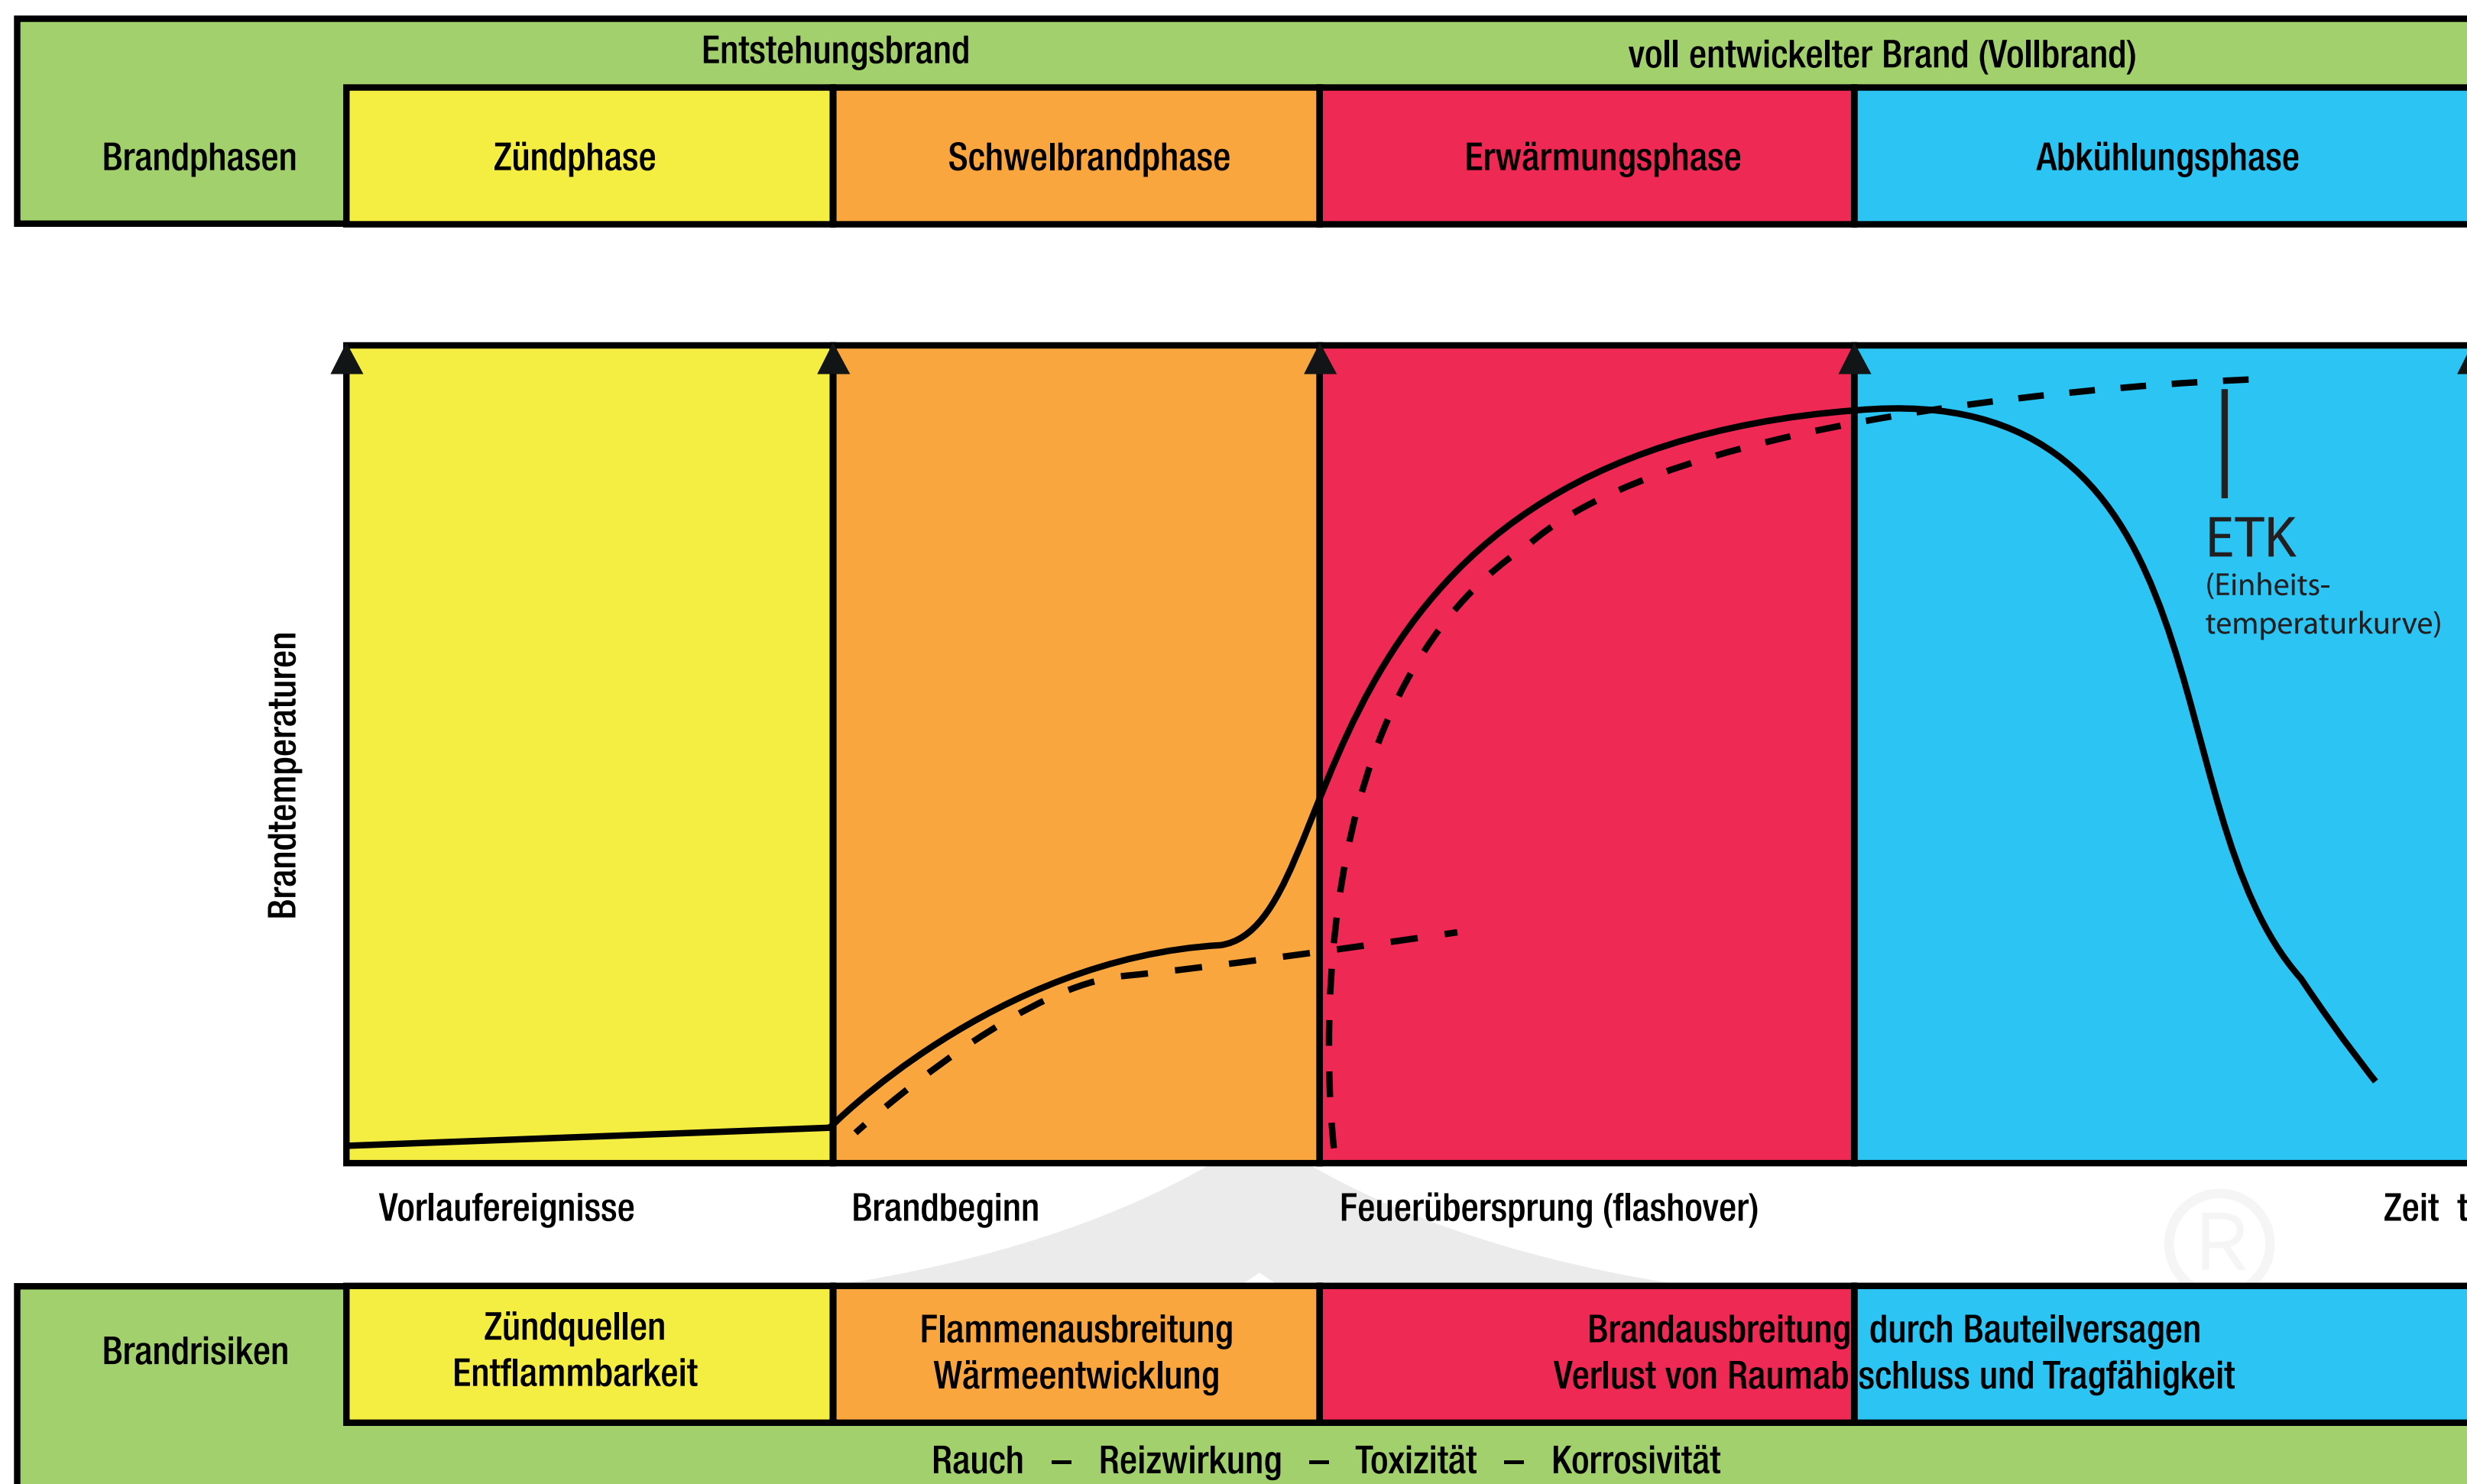 Entstehungsbrand
voll entwickelter Brand (Vollbrand)
Brandphasen
Zündphase
Schwelbrandphase
Erwärmungsphase
Abkühlungsphase
Brandtemperaturen
ETK
(Einheits-
temperaturkurve)
Vorlaufereignisse
Brandbeginn
Feuerübersprung (flashover)
Zeit t
®
Brandrisiken
Zündquellen
Entflammbarkeit
Flammenausbreitung
Wärmeentwicklung
Brandausbreitung durch Bauteilversagen
Verlust von Raumabschluss und Tragfähigkeit
Rauch – Reizwirkung – Toxizität – Korrosivität